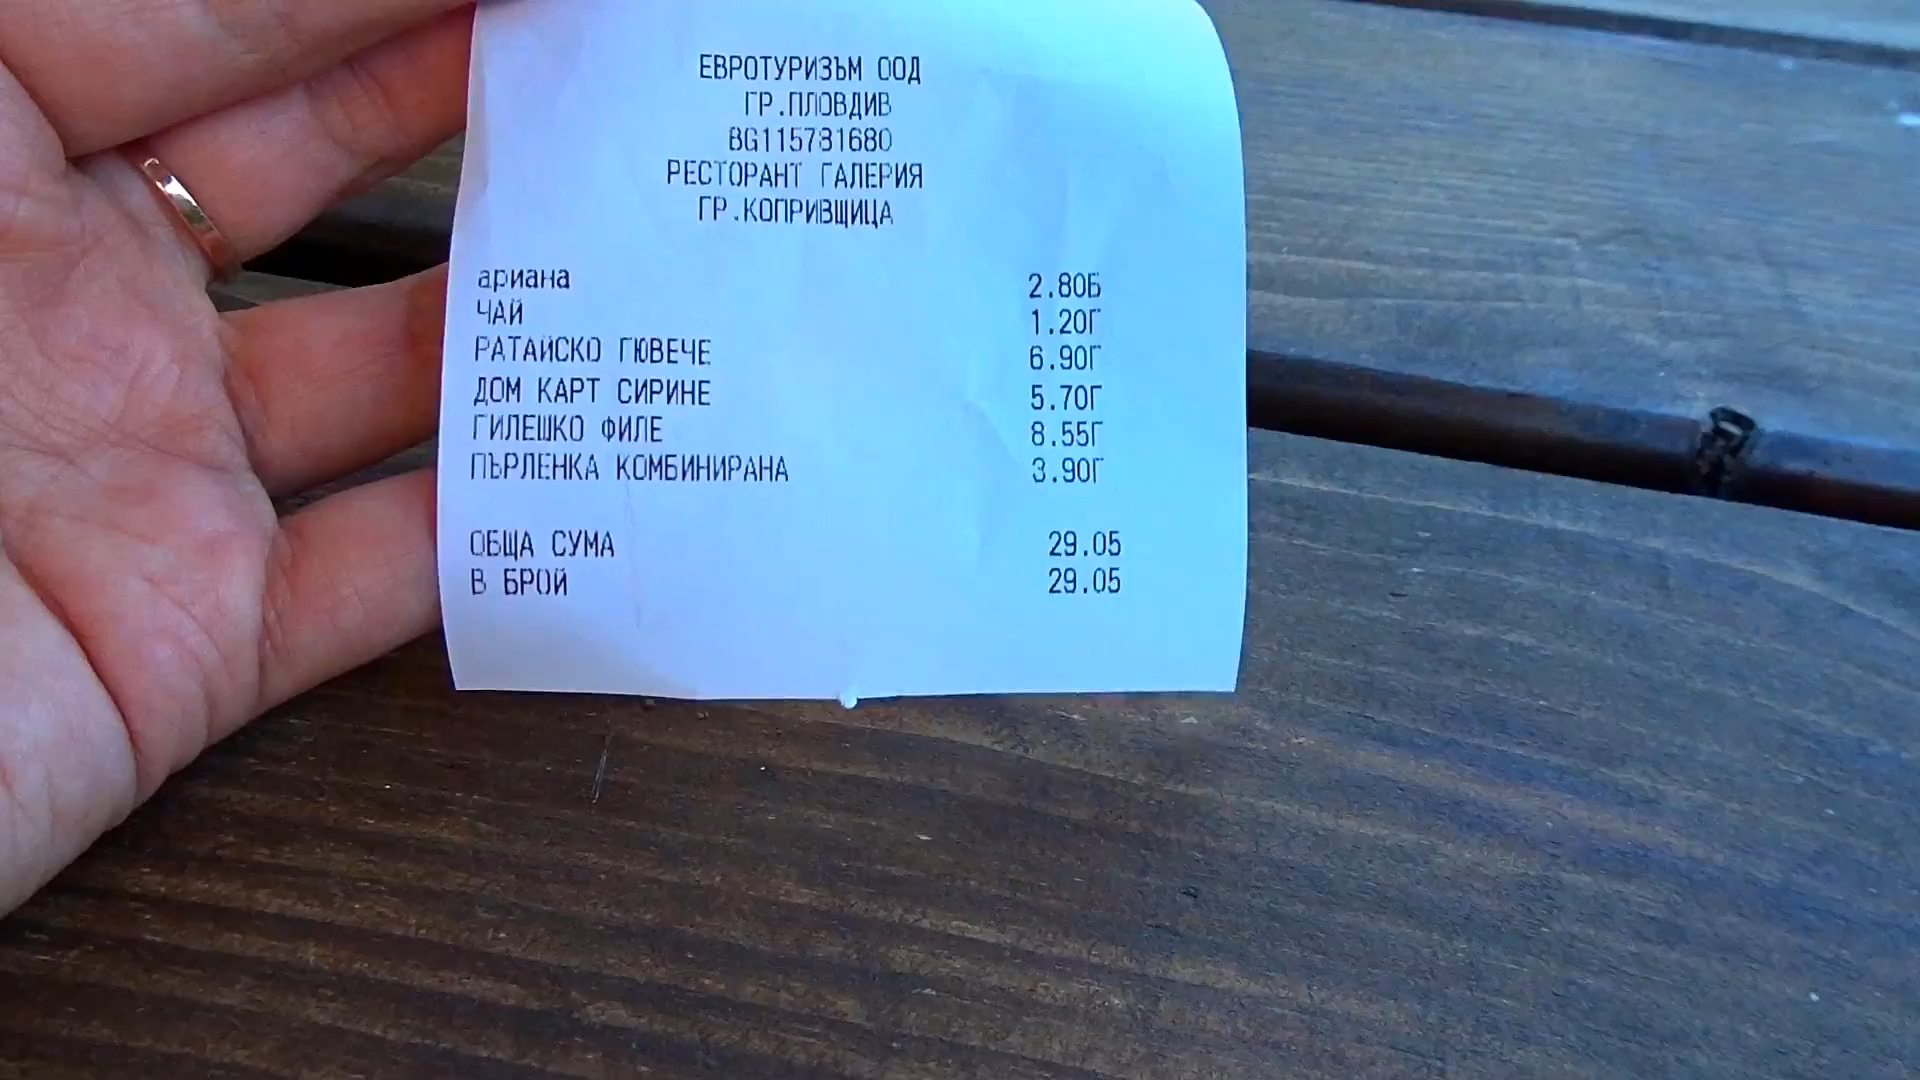 ЕВРОТУРИЗЪМ ООД
ГР.ПЛОВДИВ
BG115781680
РЕСТОРАНТ ГАЛЕРИЯ
ГР.КОПРИВЩИЦА
ариана 2.80Б
ЧАЙ 1.20Г
РАТАЙСКО ГЮВЕЧЕ 6.90Г
ДОМ КАРТ СИРИНЕ 5.70Г
ГИЛЕШКО ФИЛЕ 8.55Г
ПЪРЛЕНКА КОМБИНИРАНА 3.90Г
ОБЩА СУМА 29.05
В БРОЙ 29.05